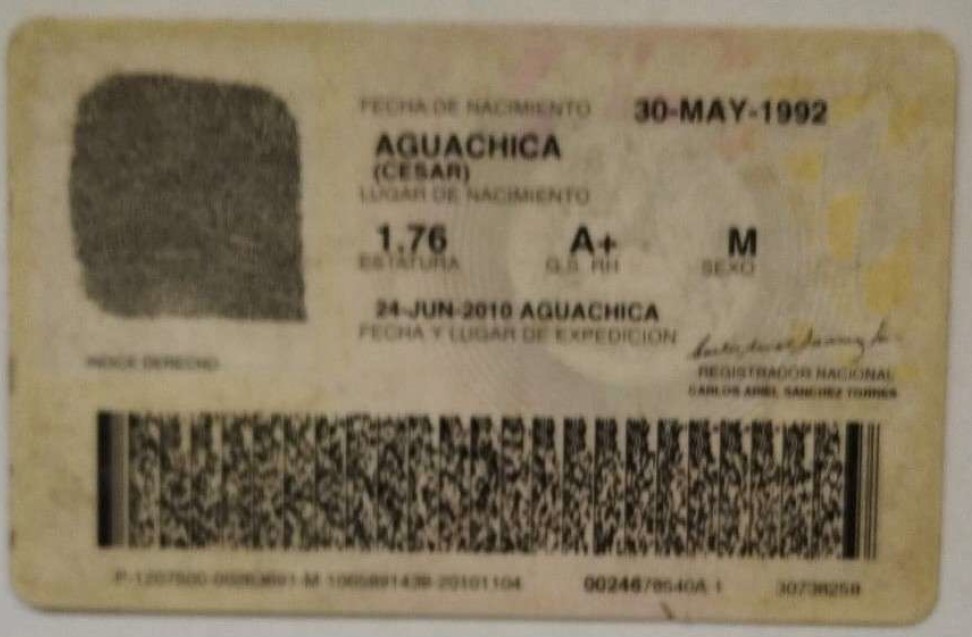 FECHA DE NACIMIENTO 30-MAY-1992
AGUACHICA
(CESAR)
LUGAR DE NACIMIENTO
1.76 A+ M
ESTATURA G.S. RH SEXO
24-JUN-2010 AGUACHICA
FECHA Y LUGAR DE EXPEDICION
INDICE DERECHO
REGISTRADOR NACIONAL
CARLOS ARIEL SANCHEZ TORRES